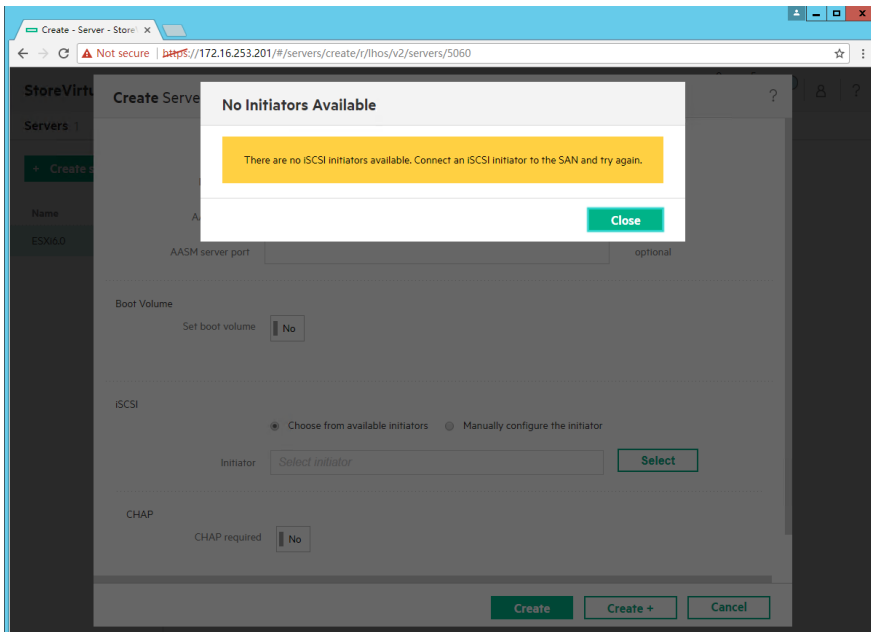 Create - Server - Store
Not secure | https://172.16.253.201/#/servers/create/r/lhos/v2/servers/5060
StoreVirtu
Create Serve
?
?
Servers 1
No Initiators Available
There are no iSCSI initiators available. Connect an iSCSI initiator to the SAN and try again.
+ Create s
Close
Name
ESXi6.0
AASM server port
optional
Boot Volume
Set boot volume
No
iSCSI
Choose from available initiators
Manually configure the initiator
Initiator
Select initiator
Select
CHAP
CHAP required
No
Create
Create +
Cancel